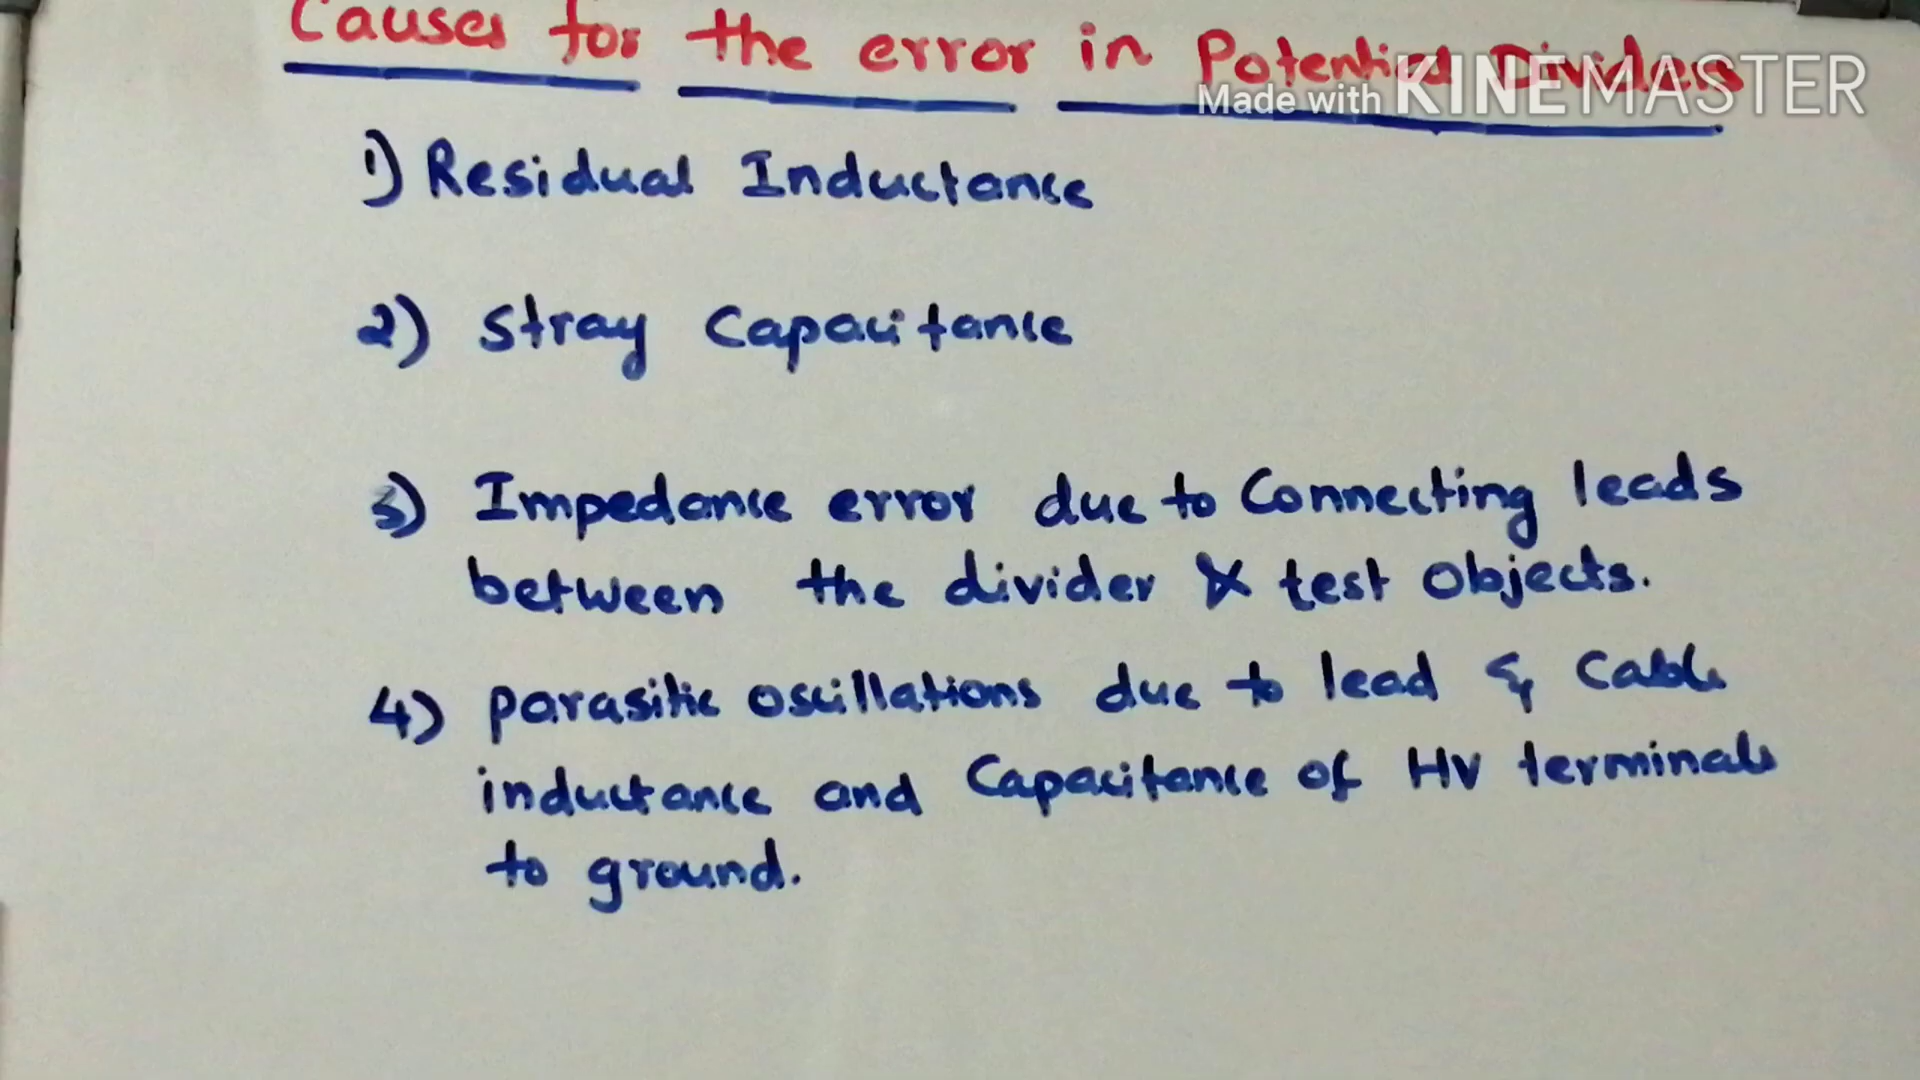 Causes for the error in Potential Dividers
Made with KINEMASTER
1) Residual Inductance
2) Stray Capacitance
3) Impedance error due to Connecting leads
between the divider & test objects.
4) parasitic oscillations due to lead & Cable
inductance and Capacitance of HV terminals
to ground.